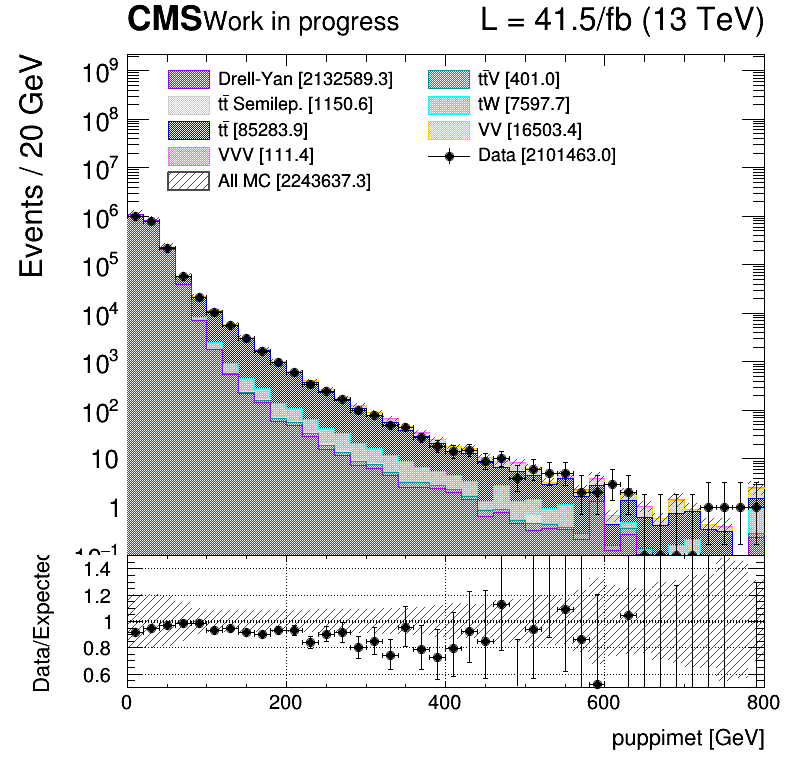 CMS Work in progress L = 41.5/fb (13 TeV)
Events / 20 GeV
Drell-Yan [2132589.3]
tt̄ Semilep. [1150.6]
tt̄ [85283.9]
VVV [111.4]
All MC [2243637.3]
tt̄V [401.0]
tW [7597.7]
VV [16503.4]
Data [2101463.0]
10⁹
10⁸
10⁷
10⁶
10⁵
10⁴
10³
10²
10
1
10⁻¹
Data/Expected
1.4
1.2
1
0.8
0.6
0 200 400 600 800
puppimet [GeV]